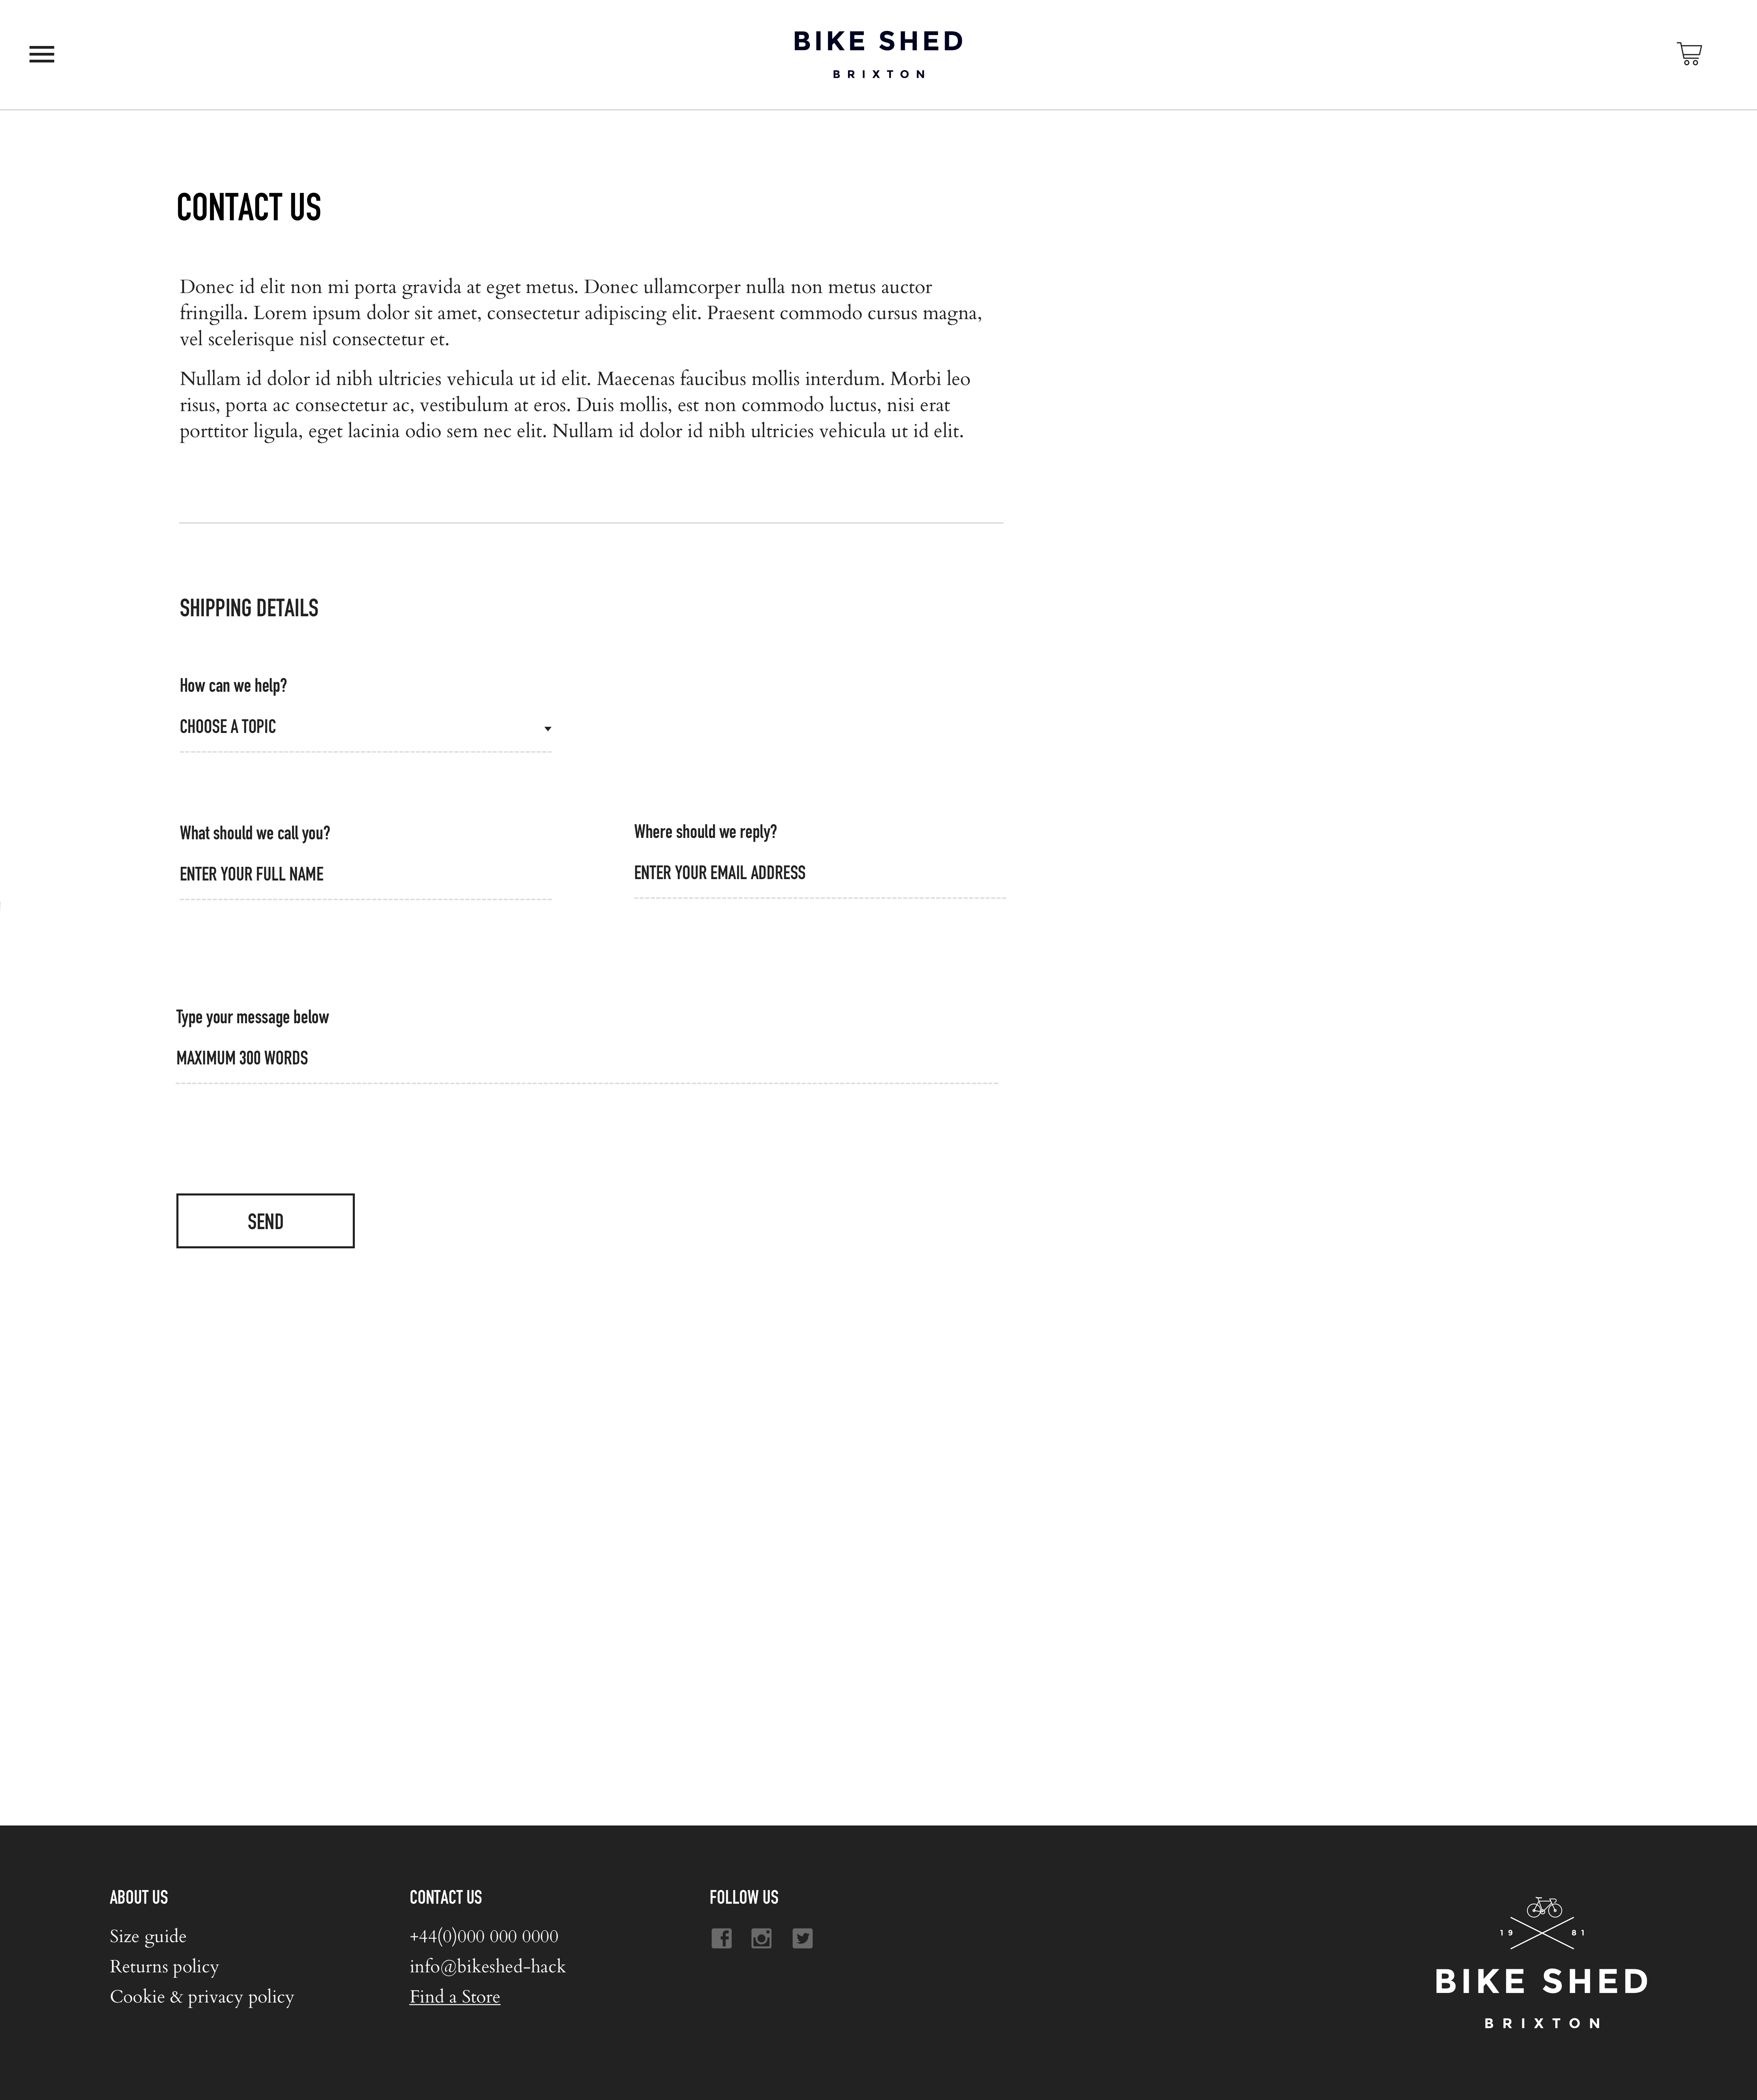 BIKE SHED
BRIXTON
CONTACT US
Donec id elit non mi porta gravida at eget metus. Donec ullamcorper nulla non metus auctor
fringilla. Lorem ipsum dolor sit amet, consectetur adipiscing elit. Praesent commodo cursus magna,
vel scelerisque nisl consectetur et.
Nullam id dolor id nibh ultricies vehicula ut id elit. Maecenas faucibus mollis interdum. Morbi leo
risus, porta ac consectetur ac, vestibulum at eros. Duis mollis, est non commodo luctus, nisi erat
porttitor ligula, eget lacinia odio sem nec elit. Nullam id dolor id nibh ultricies vehicula ut id elit.
SHIPPING DETAILS
How can we help?
CHOOSE A TOPIC
What should we call you?
ENTER YOUR FULL NAME
Where should we reply?
ENTER YOUR EMAIL ADDRESS
Type your message below
MAXIMUM 300 WORDS
SEND
ABOUT US
Size guide
Returns policy
Cookie & privacy policy
CONTACT US
+44(0)000 000 0000
info@bikeshed-hack
Find a Store
FOLLOW US
19 81
BIKE SHED
BRIXTON